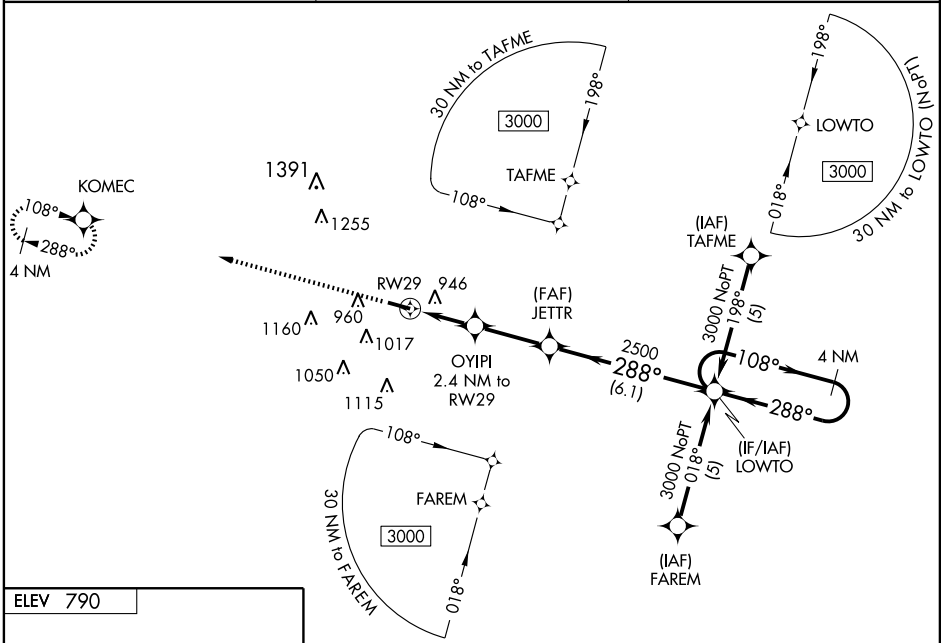 30 NM to TAFME
198°
3000
TAFME
108°
198°
LOWTO
3000
018°
30 NM to LOWTO (NoPT)
KOMEC
108°
288°
4 NM
1391
1255
RW29
946
960
1160
1017
1050
1115
OYIPI
2.4 NM to
RW29
(FAF)
JETTR
2500
288°
(6.1)
(IAF)
TAFME
3000 NoPT
198°
(5)
108°
4 NM
288°
(IF/IAF)
LOWTO
3000 NoPT
018°
(5)
(IAF)
FAREM
108°
FAREM
3000
018°
30 NM to FAREM
ELEV 790